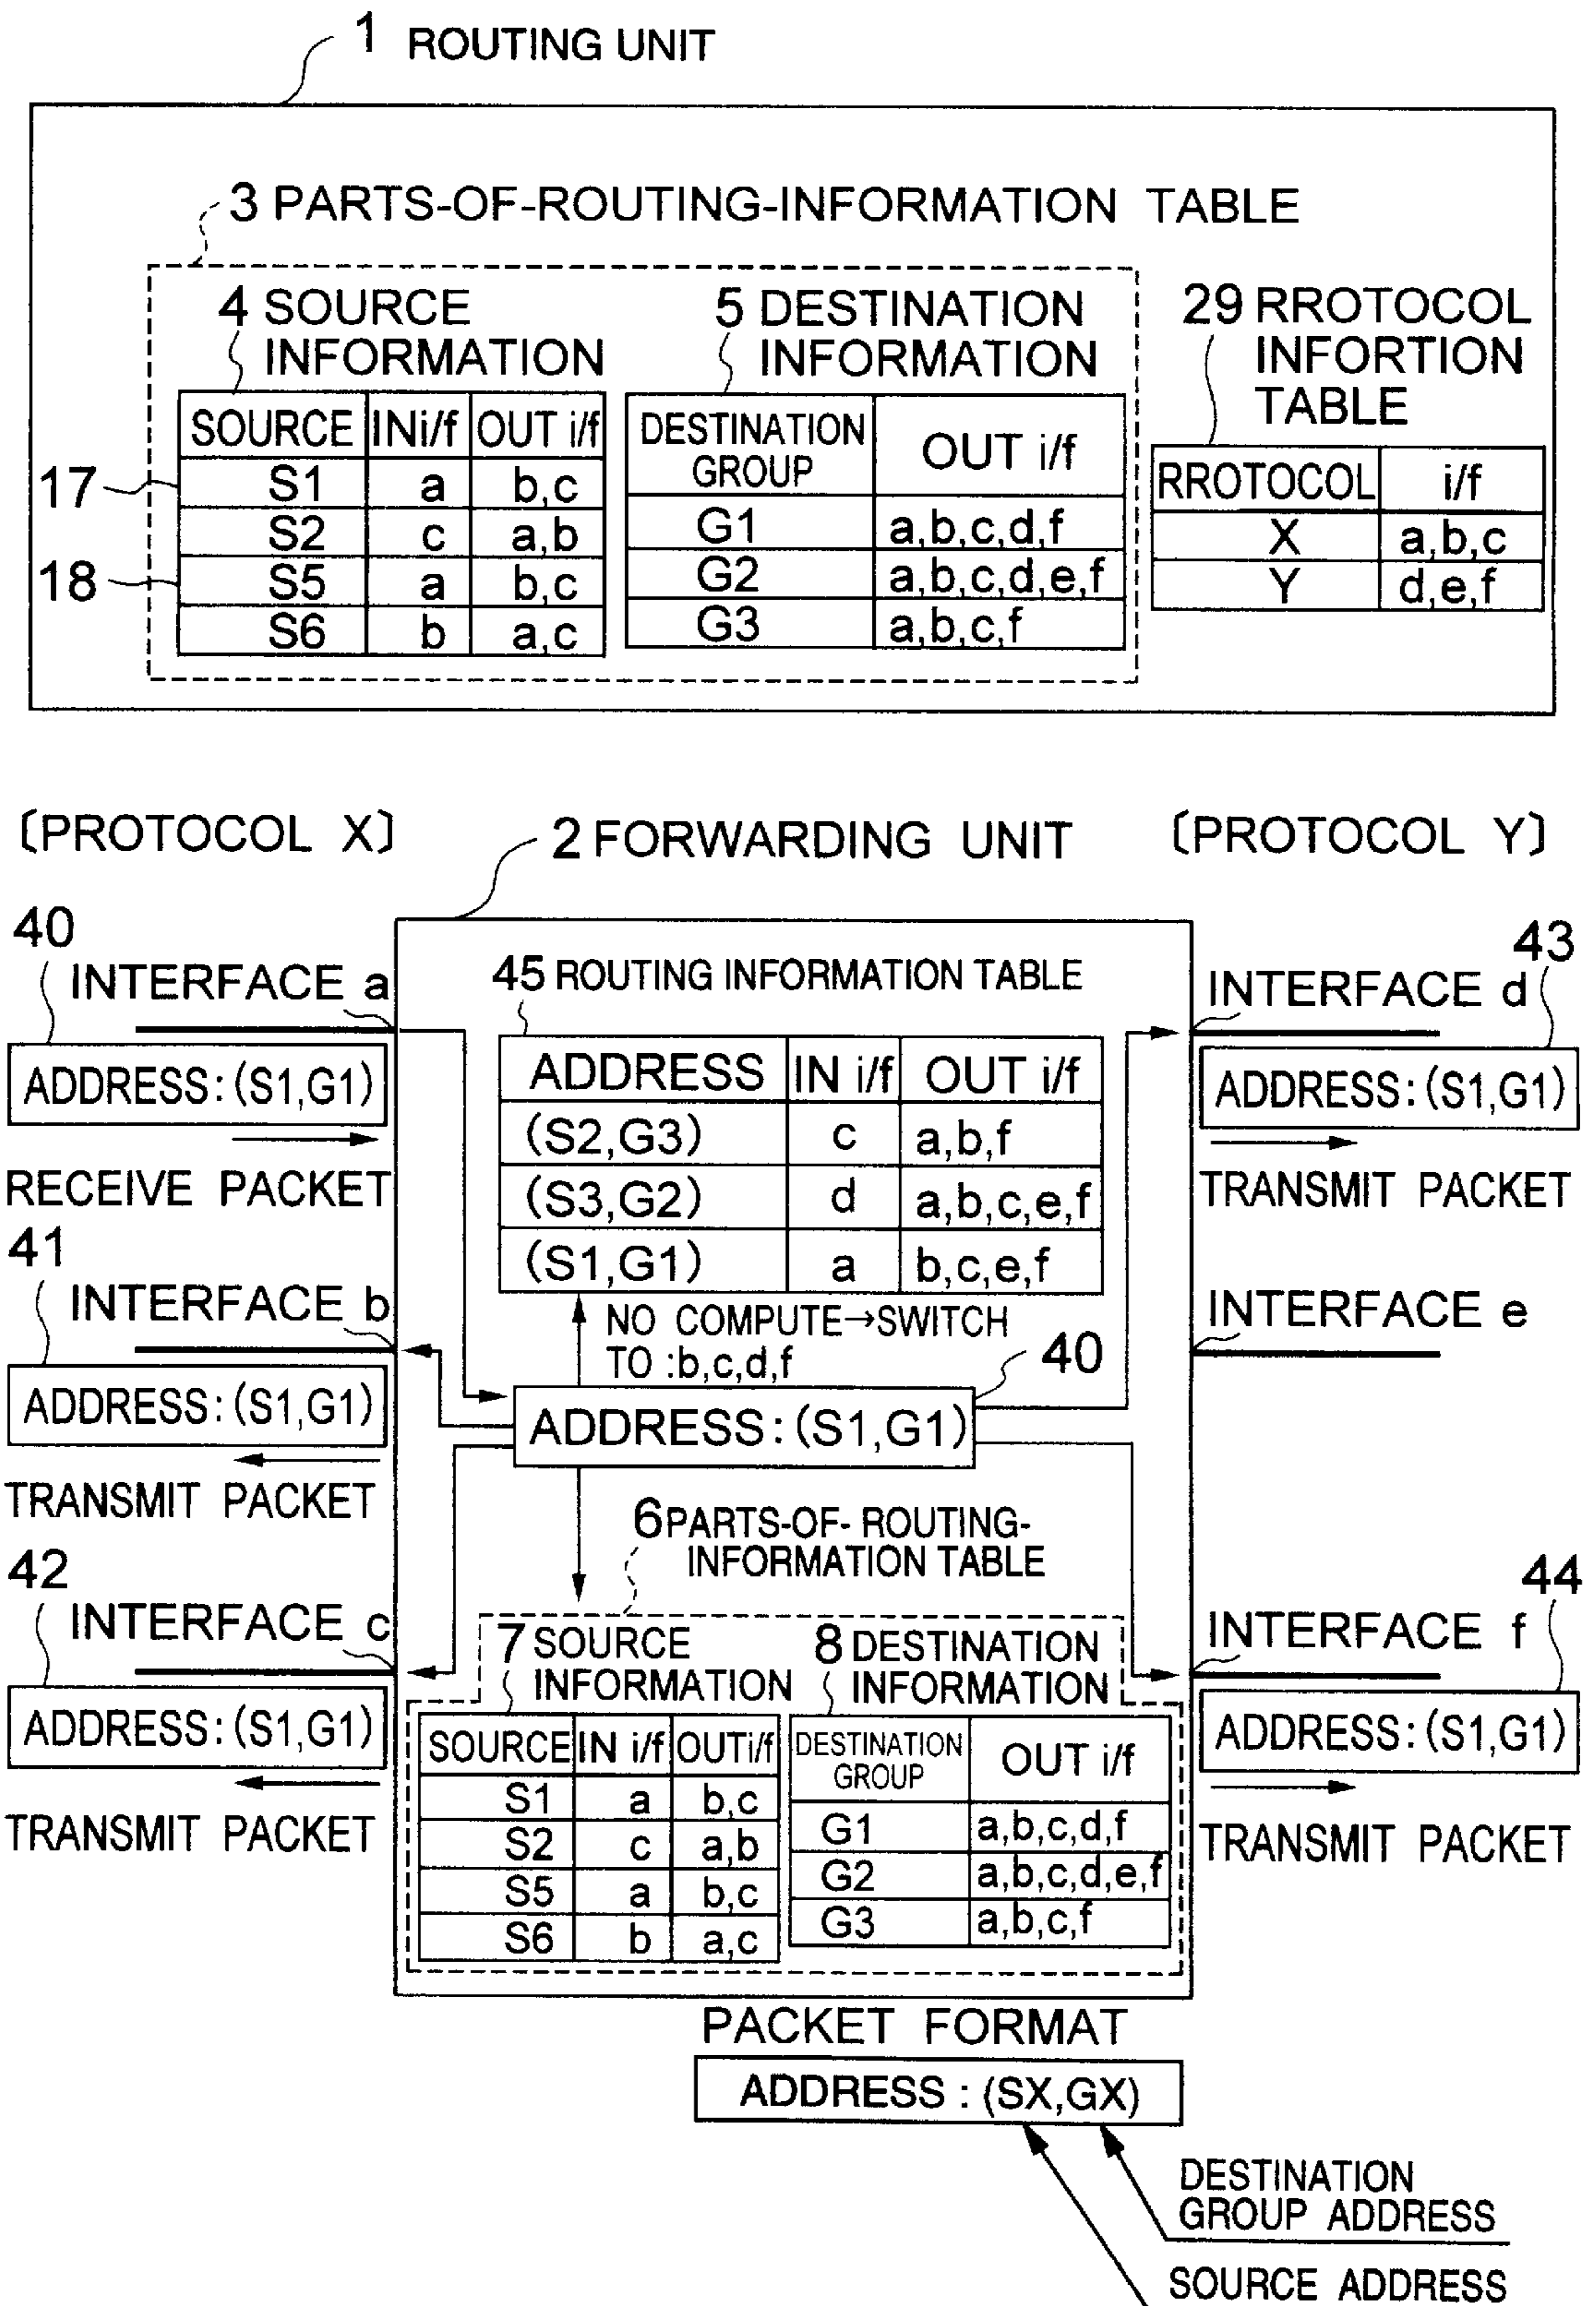 1 ROUTING UNIT
3 PARTS-OF-ROUTING-INFORMATION TABLE
4 SOURCE
INFORMATION
SOURCE INi/f OUT i/f
17 S1 a b,c
S2 c a,b
18 S5 a b,c
S6 b a,c
5 DESTINATION
INFORMATION
DESTINATION
GROUP
OUT i/f
G1 a,b,c,d,f
G2 a,b,c,d,e,f
G3 a,b,c,f
29 RROTOCOL
INFORTION
TABLE
RROTOCOL i/f
X a,b,c
Y d,e,f
〔PROTOCOL X〕
2 FORWARDING UNIT
〔PROTOCOL Y〕
40
INTERFACE a
ADDRESS:(S1,G1)
RECEIVE PACKET
41
INTERFACE b
ADDRESS:(S1,G1)
TRANSMIT PACKET
42
INTERFACE c
ADDRESS:(S1,G1)
TRANSMIT PACKET
45 ROUTING INFORMATION TABLE
ADDRESS IN i/f OUT i/f
(S2,G3) c a,b,f
(S3,G2) d a,b,c,e,f
(S1,G1) a b,c,e,f
NO COMPUTE→SWITCH
TO :b,c,d,f
40
ADDRESS:(S1,G1)
6 PARTS-OF- ROUTING-
INFORMATION TABLE
7 SOURCE
INFORMATION
SOURCE IN i/f OUTi/f
S1 a b,c
S2 c a,b
S5 a b,c
S6 b a,c
8 DESTINATION
INFORMATION
DESTINATION
GROUP
OUT i/f
G1 a,b,c,d,f
G2 a,b,c,d,e,f
G3 a,b,c,f
43
INTERFACE d
ADDRESS:(S1,G1)
TRANSMIT PACKET
INTERFACE e
44
INTERFACE f
ADDRESS:(S1,G1)
TRANSMIT PACKET
PACKET FORMAT
ADDRESS : (SX,GX)
DESTINATION
GROUP ADDRESS
SOURCE ADDRESS